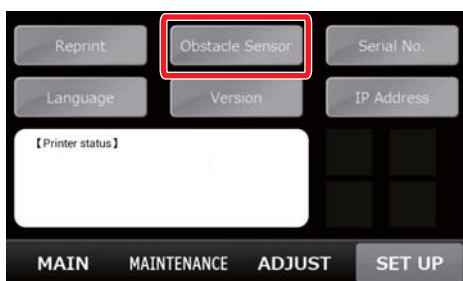 Reprint Obstacle Sensor Serial No.
Language Version IP Address
【Printer status】
MAIN MAINTENANCE ADJUST SET UP